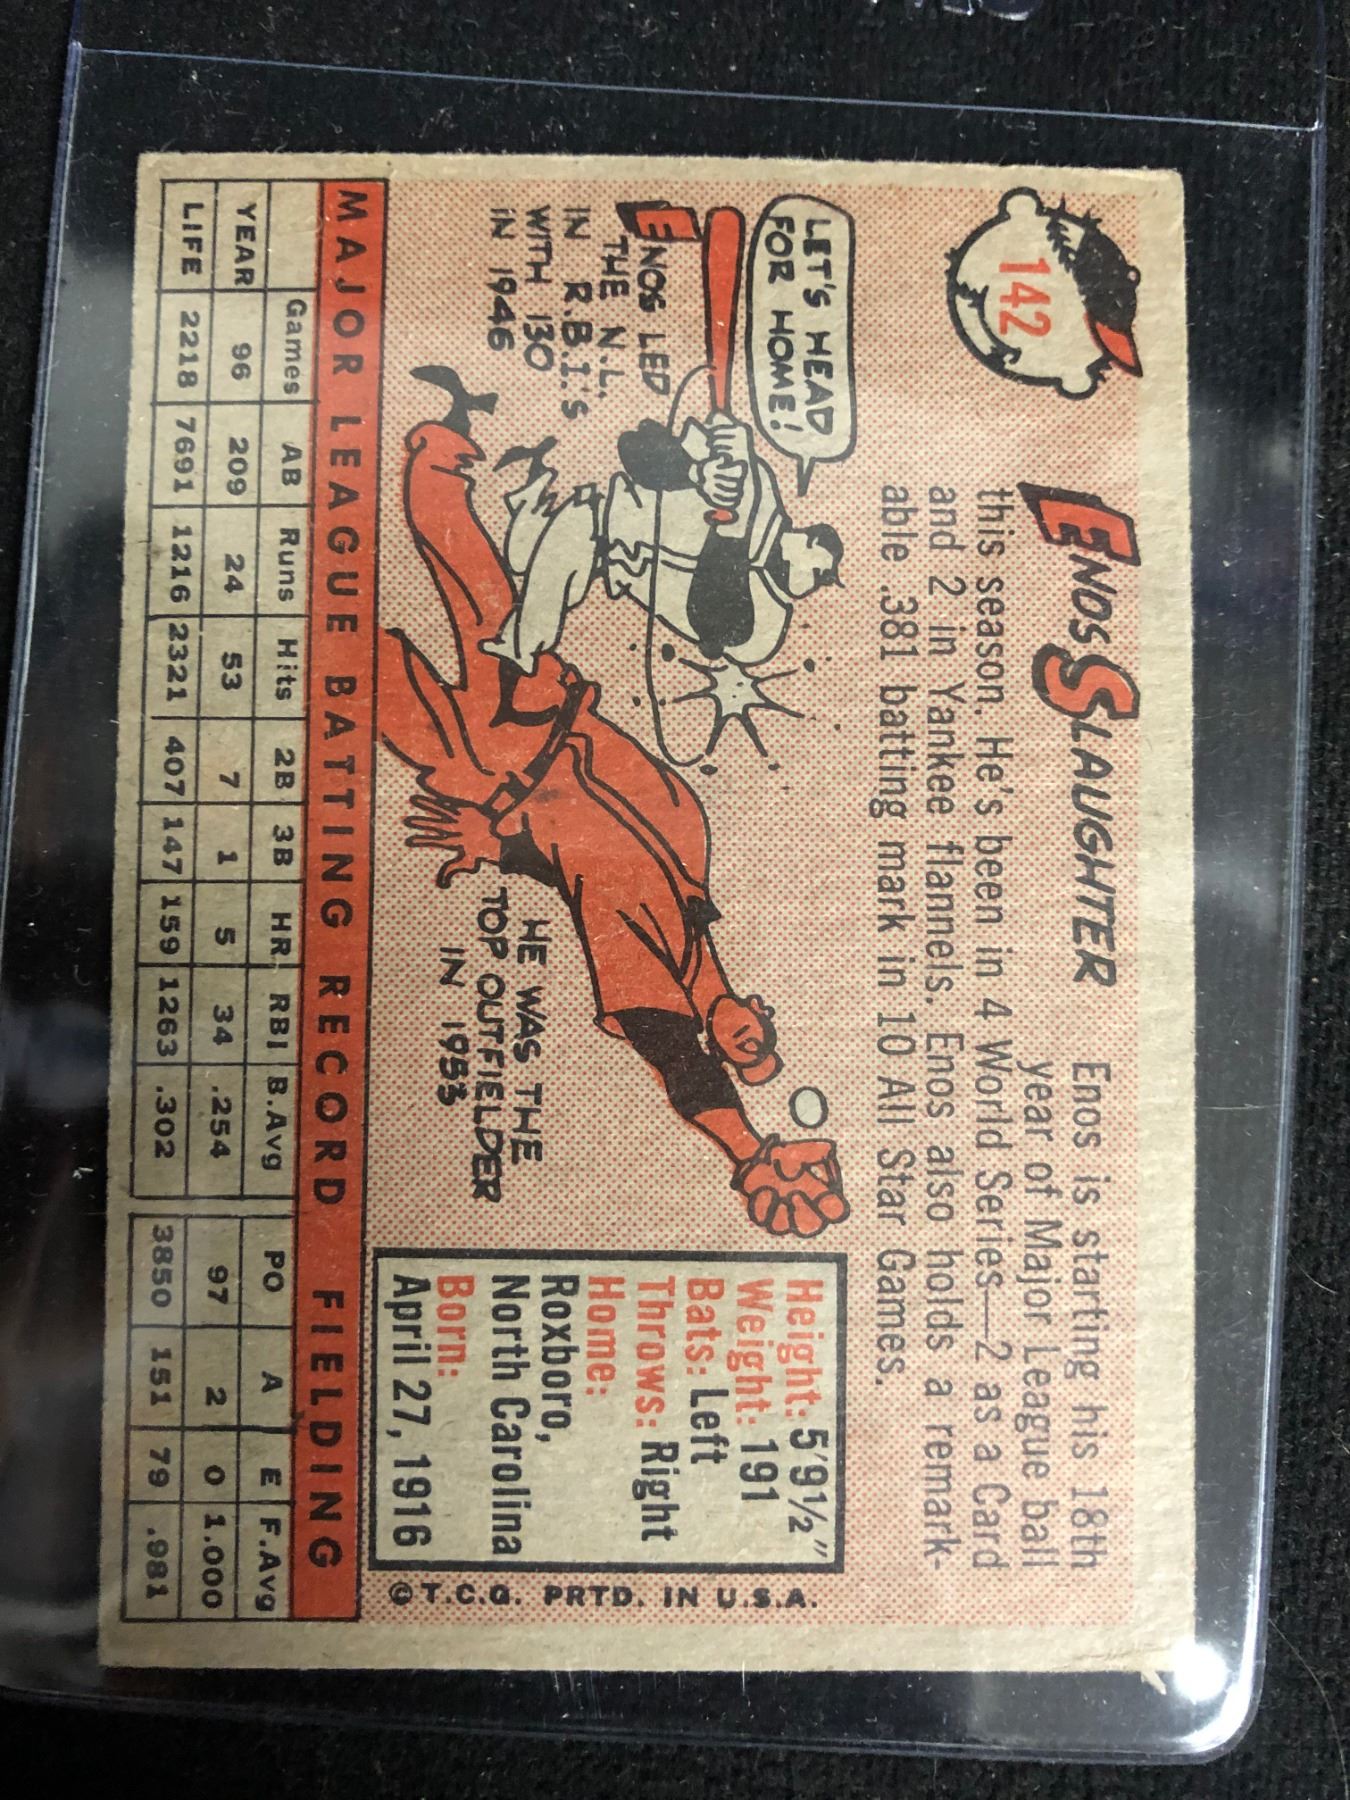 142
ENOS SLAUGHTER
Enos is starting his 18th
year of Major League ball
this season. He's been in 4 World Series—2 as a Card
and 2 in Yankee flannels. Enos also holds a remark-
able .381 batting mark in 10 All Star Games.
LET'S HEAD
FOR HOME!
ENOS LED
THE N.L.
IN R.B.I.'S
WITH 130
IN 1946
HE WAS THE
TOP OUTFIELDER
IN 1953
Height: 5'9½"
Weight: 191
Bats: Left
Throws: Right
Home:
Roxboro,
North Carolina
Born:
April 27, 1916
© T.C.G. PRTD. IN U.S.A.
MAJOR LEAGUE BATTING RECORD FIELDING
Games AB Runs Hits 2B 3B HR RBI B.Avg PO A E F.Avg
YEAR 96 209 24 53 7 1 5 34 .254 97 2 0 1.000
LIFE 2218 7691 1216 2321 407 147 159 1263 .302 3850 151 79 .981